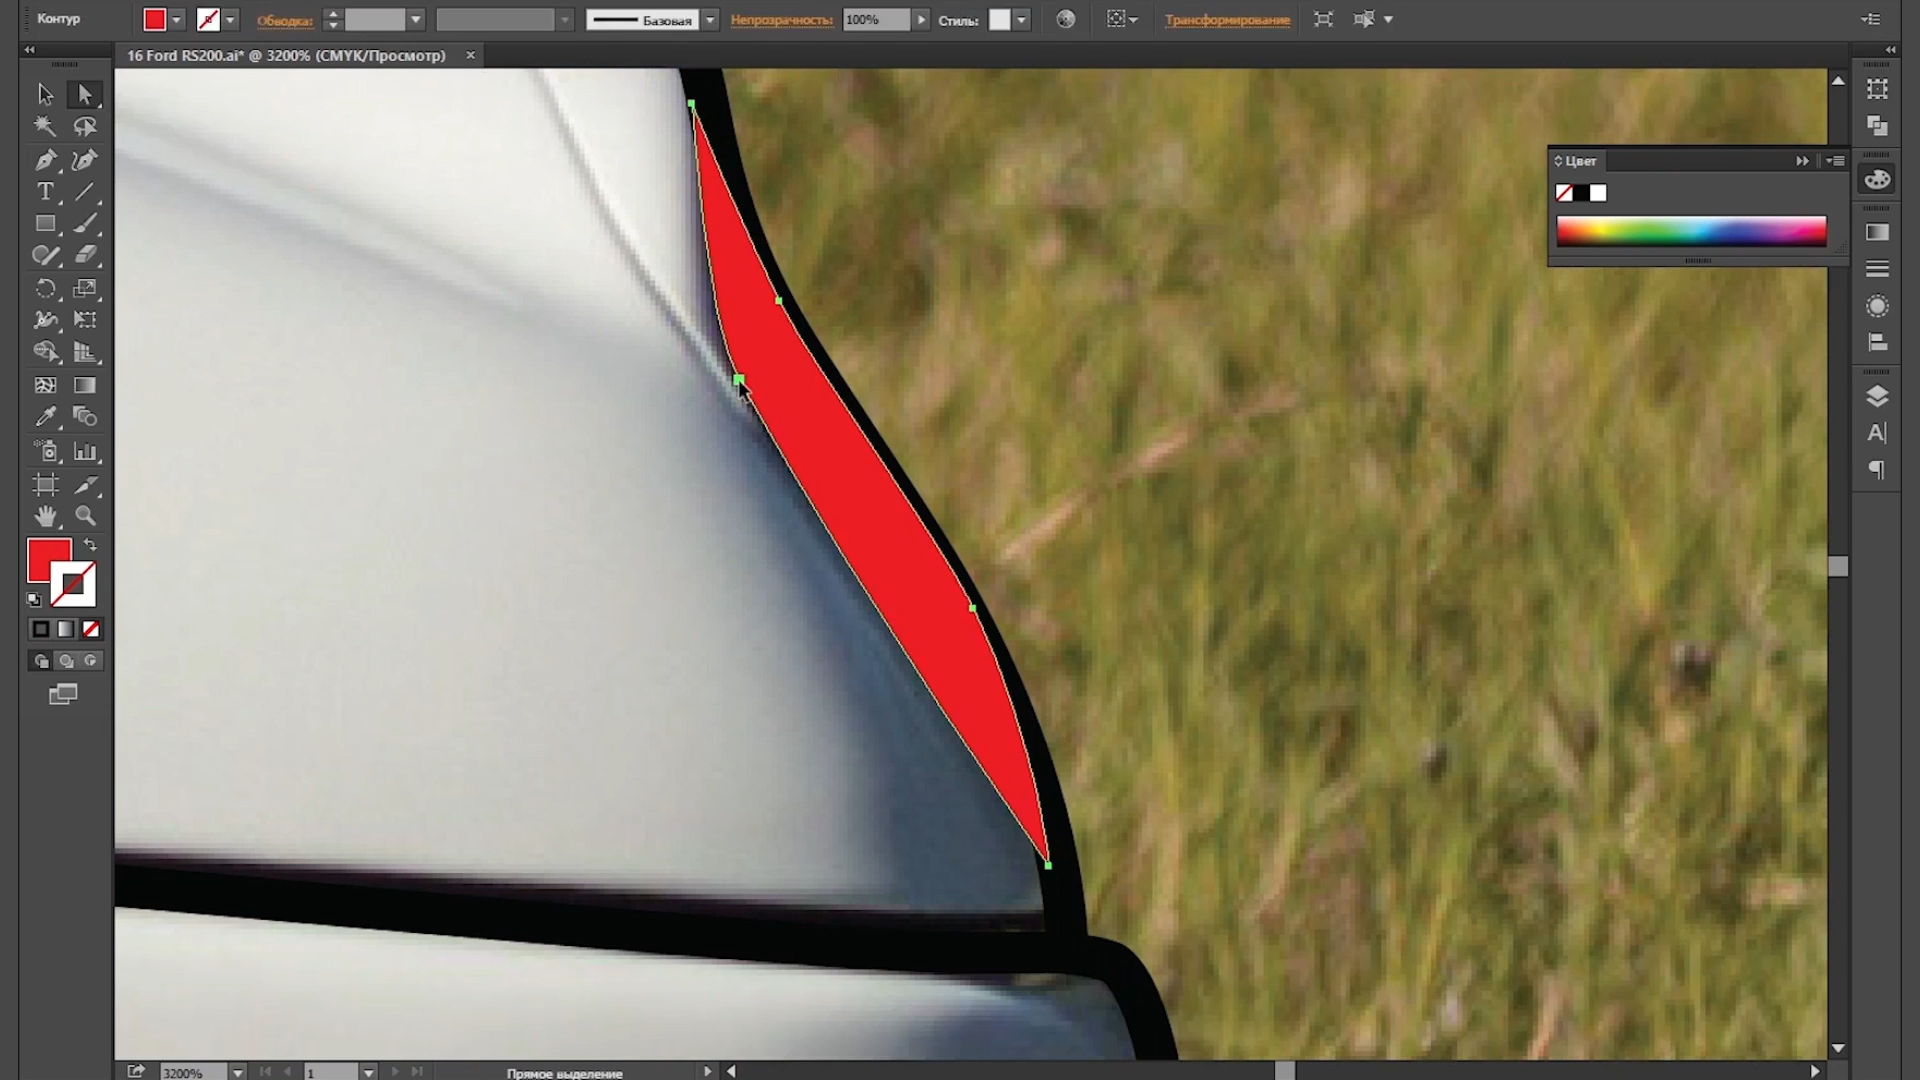 Контур
Обводка:
Базовая
Непрозрачность:
100%
Стиль:
Трансформирование
16 Ford RS200.ai* @ 3200% (CMYK/Просмотр)
Цвет
3200%
1
Прямое выделение